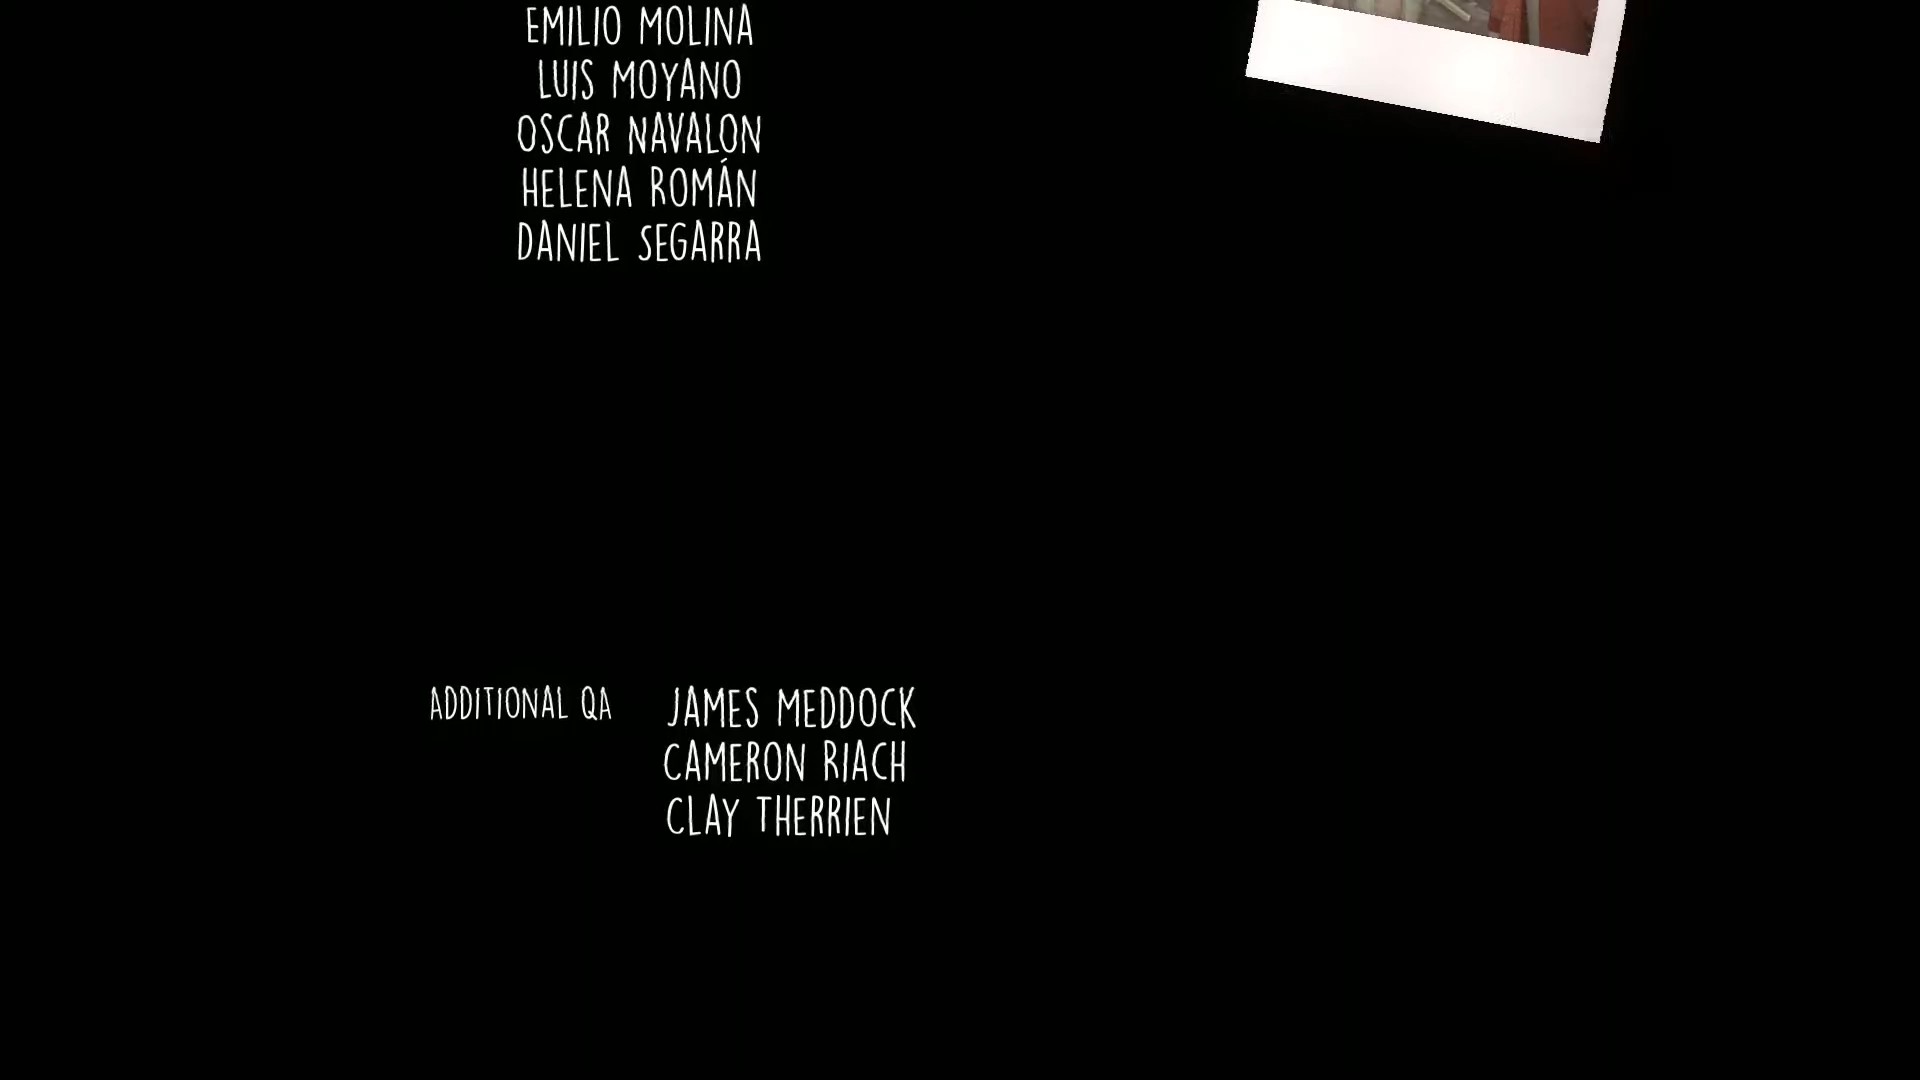 EMILIO MOLINA
LUIS MOYANO
OSCAR NAVALON
HELENA ROMÁN
DANIEL SEGARRA
ADDITIONAL QA JAMES MEDDOCK
CAMERON RIACH
CLAY THERRIEN